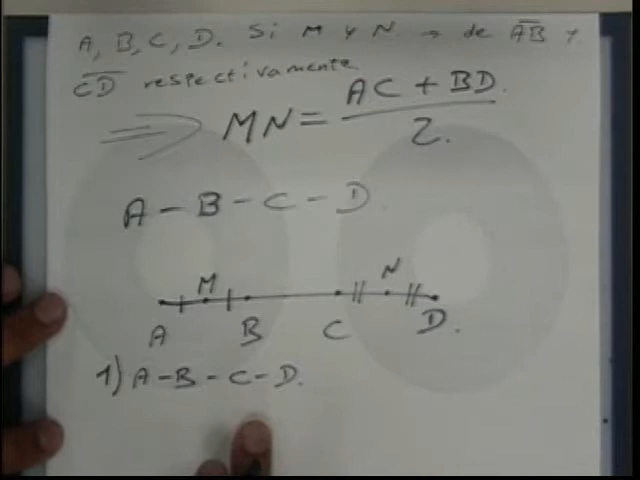 A, B, C, D. Si M y N → de AB y
CD respectivamente
⟹ MN = AC + BD / 2.
A - B - C - D
M N
A B C D.
1) A - B - C - D.